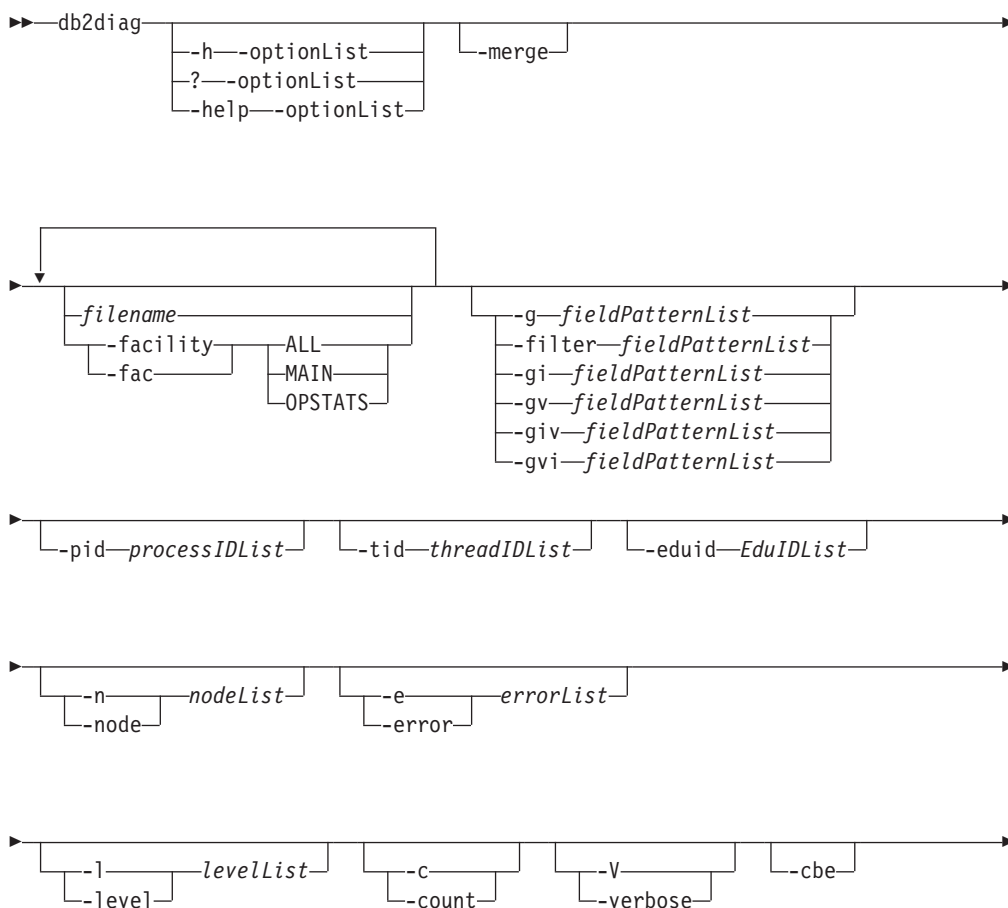 db2diag
-h -optionList -merge
? -optionList
-help -optionList
filename -g fieldPatternList
-facility ALL -filter fieldPatternList
-fac MAIN -gi fieldPatternList
OPSTATS -gv fieldPatternList
-giv fieldPatternList
-gvi fieldPatternList
-pid processIDList -tid threadIDList -eduid EduIDList
-n nodeList -e errorList
-node -error
-l levelList -c -V -cbe
-level -count -verbose